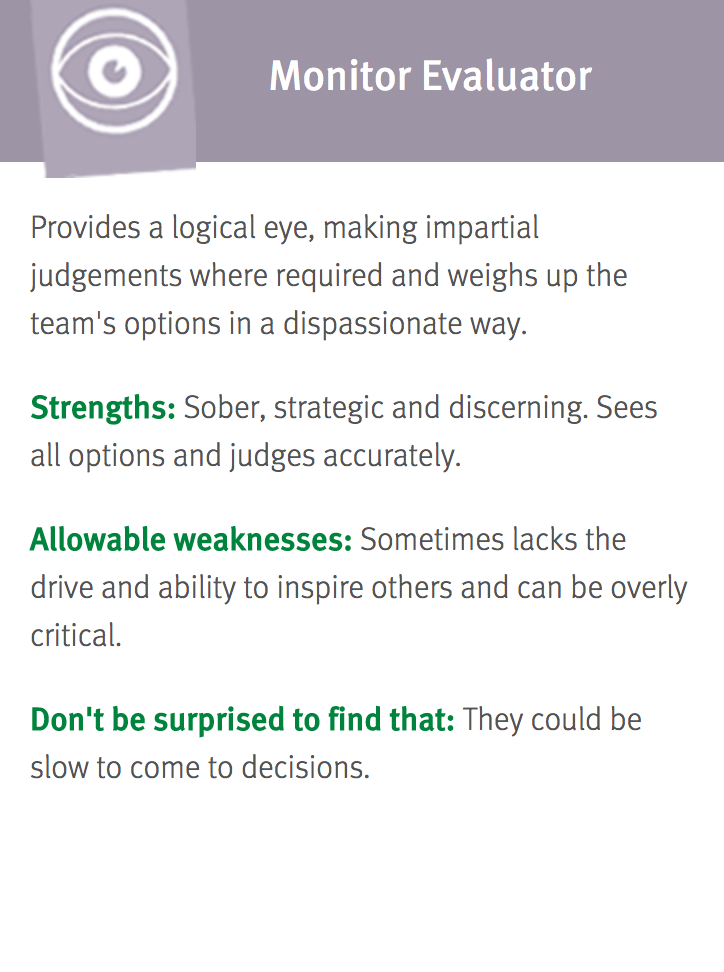 Monitor Evaluator
Provides a logical eye, making impartial
judgements where required and weighs up the
team's options in a dispassionate way.
Strengths: Sober, strategic and discerning. Sees
all options and judges accurately.
Allowable weaknesses: Sometimes lacks the
drive and ability to inspire others and can be overly
critical.
Don't be surprised to find that: They could be
slow to come to decisions.